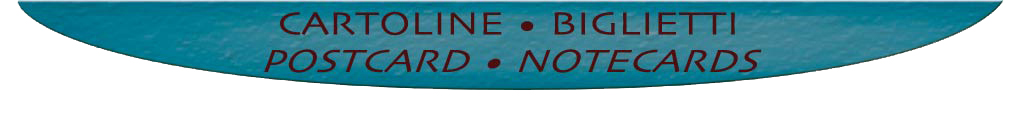 CARTOLINE • BIGLIETTI
POSTCARD • NOTECARDS